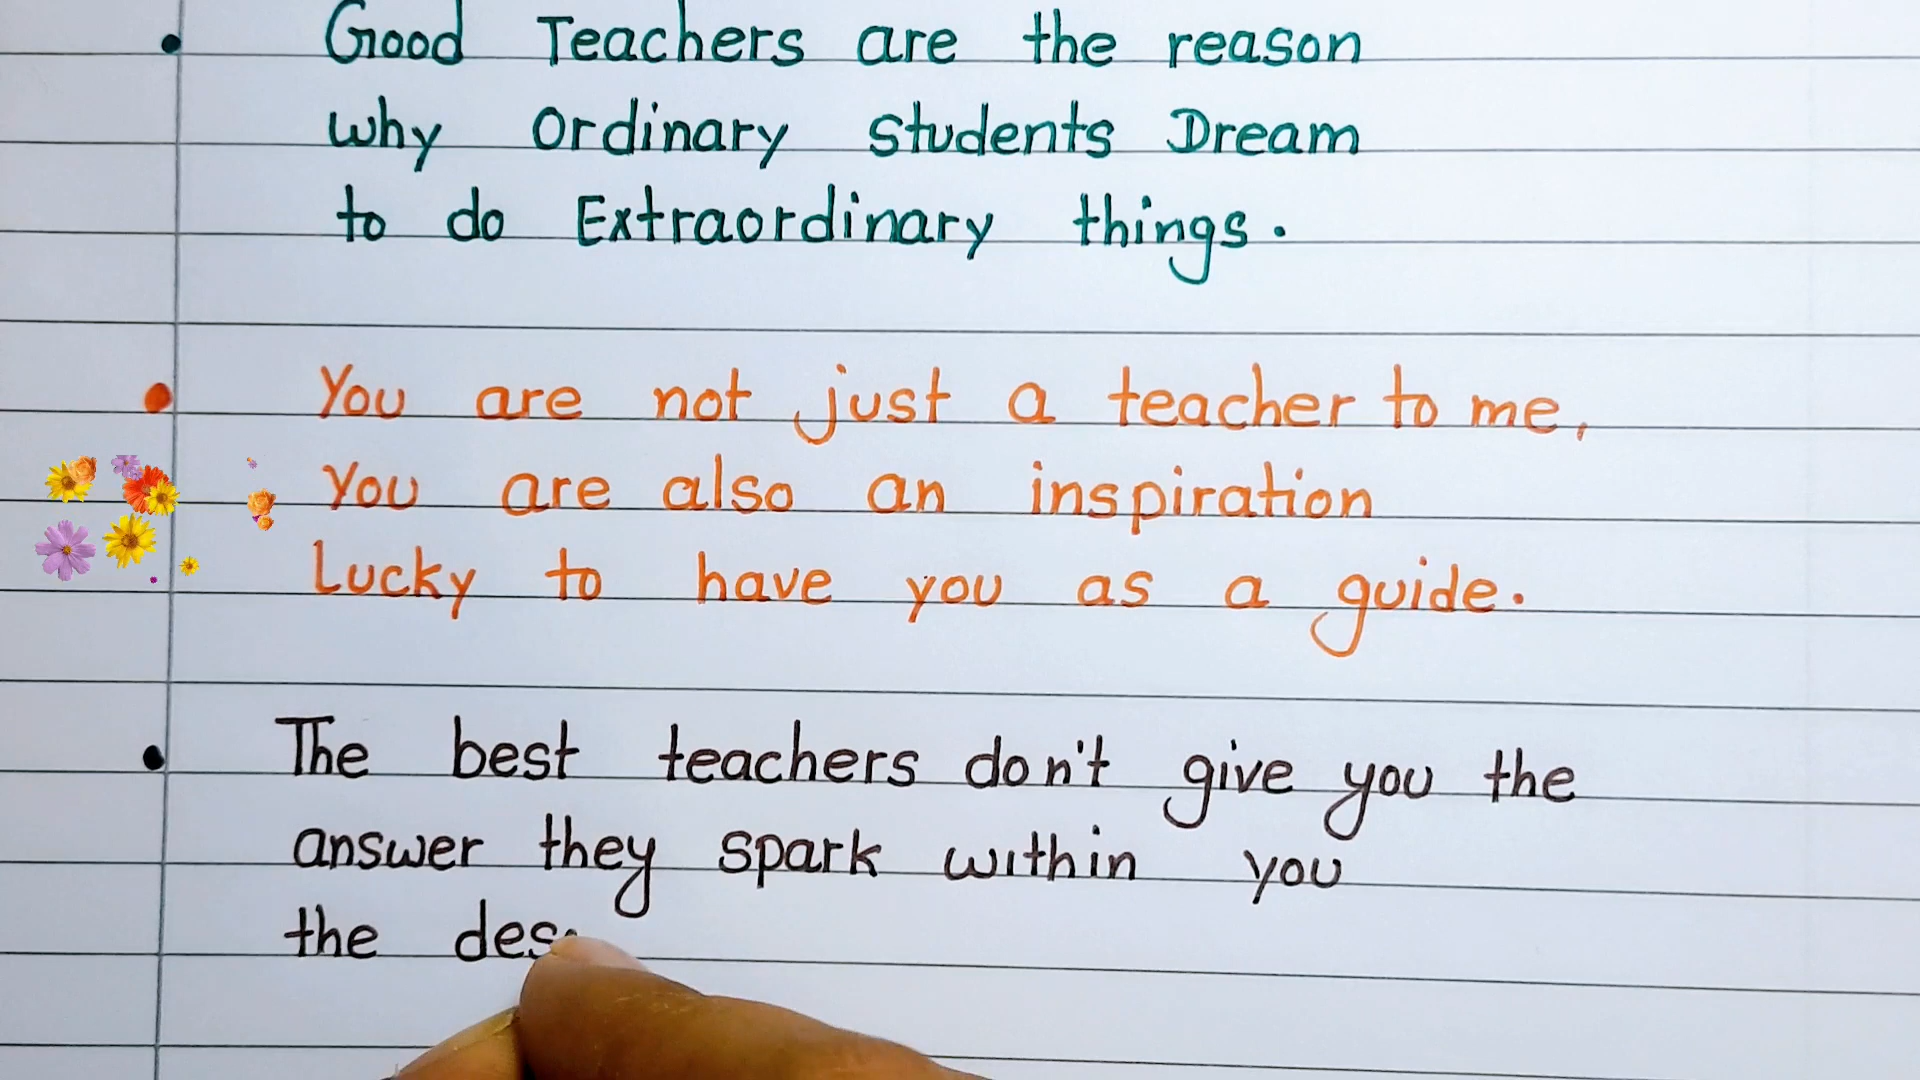 Good Teachers are the reason
why Ordinary students Dream
to do Extraordinary things.
You are not just a teacher to me,
You are also an inspiration
Lucky to have you as a guide.
The best teachers don't give you the
answer they spark within you
the des